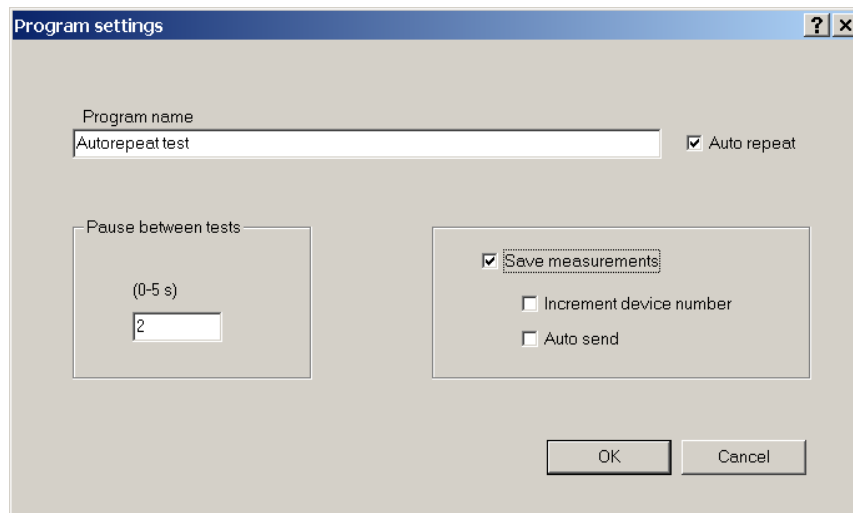 Program settings
Program name
Autorepeat test
Auto repeat
Pause between tests
(0-5 s)
2
Save measurements
Increment device number
Auto send
OK
Cancel